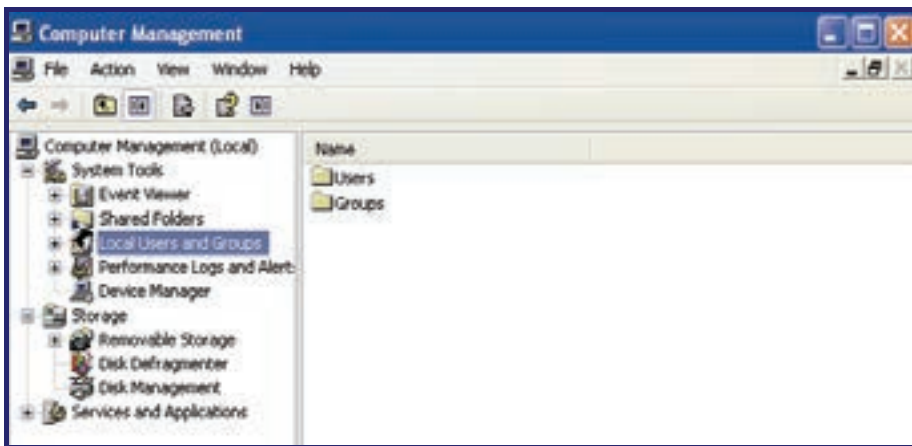 Computer Management
File Action View Window Help
Computer Management (Local)
System Tools
Event Viewer
Shared Folders
Local Users and Groups
Performance Logs and Alert
Device Manager
Storage
Removable Storage
Disk Defragmenter
Disk Management
Services and Applications
Name
Users
Groups